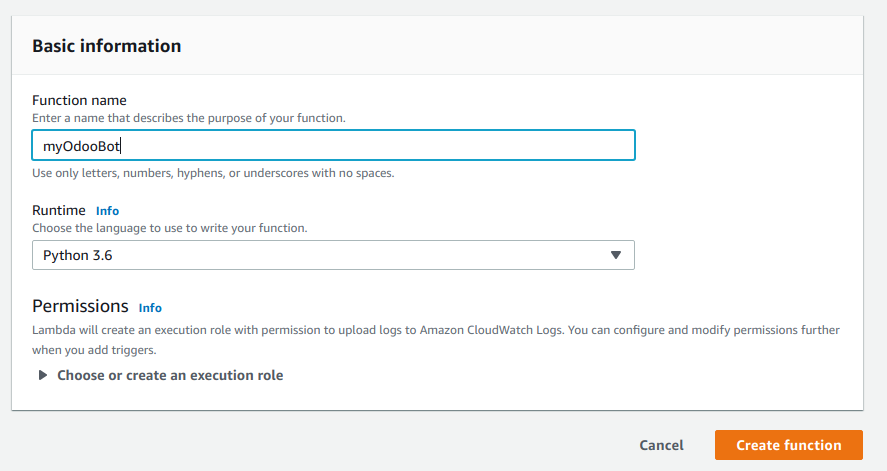 Basic information
Function name
Enter a name that describes the purpose of your function.
myOdooBot
Use only letters, numbers, hyphens, or underscores with no spaces.
Runtime Info
Choose the language to use to write your function.
Python 3.6
Permissions Info
Lambda will create an execution role with permission to upload logs to Amazon CloudWatch Logs. You can configure and modify permissions further
when you add triggers.
Choose or create an execution role
Cancel Create function